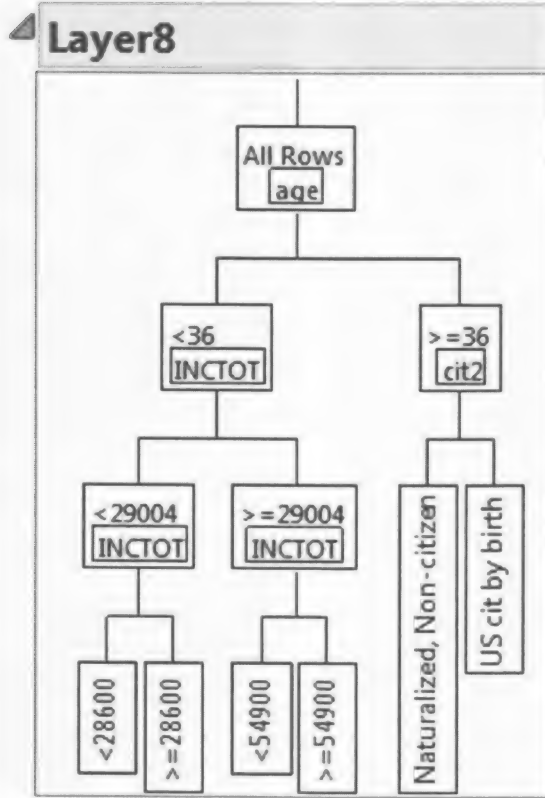 Layer8
All Rows
age
<36
INCTOT
>=36
cit2
<29004
INCTOT
>=29004
INCTOT
<28600
>=28600
<54900
>=54900
Naturalized, Non-citizen
US cit by birth